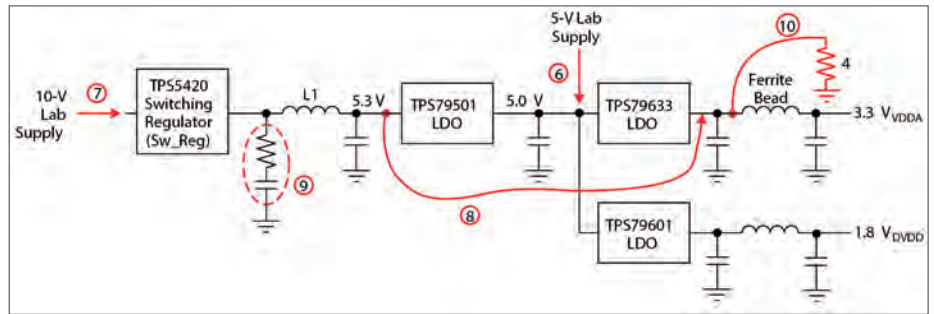 5-V Lab
Supply
⑥
⑩
4
10-V
Lab
Supply
⑦
TPS5420
Switching
Regulator
(Sw_Reg)
L1
5.3 V
TPS79501
LDO
5.0 V
TPS79633
LDO
Ferrite
Bead
3.3 VVDDA
⑨
⑧
TPS79601
LDO
1.8 VDVDD